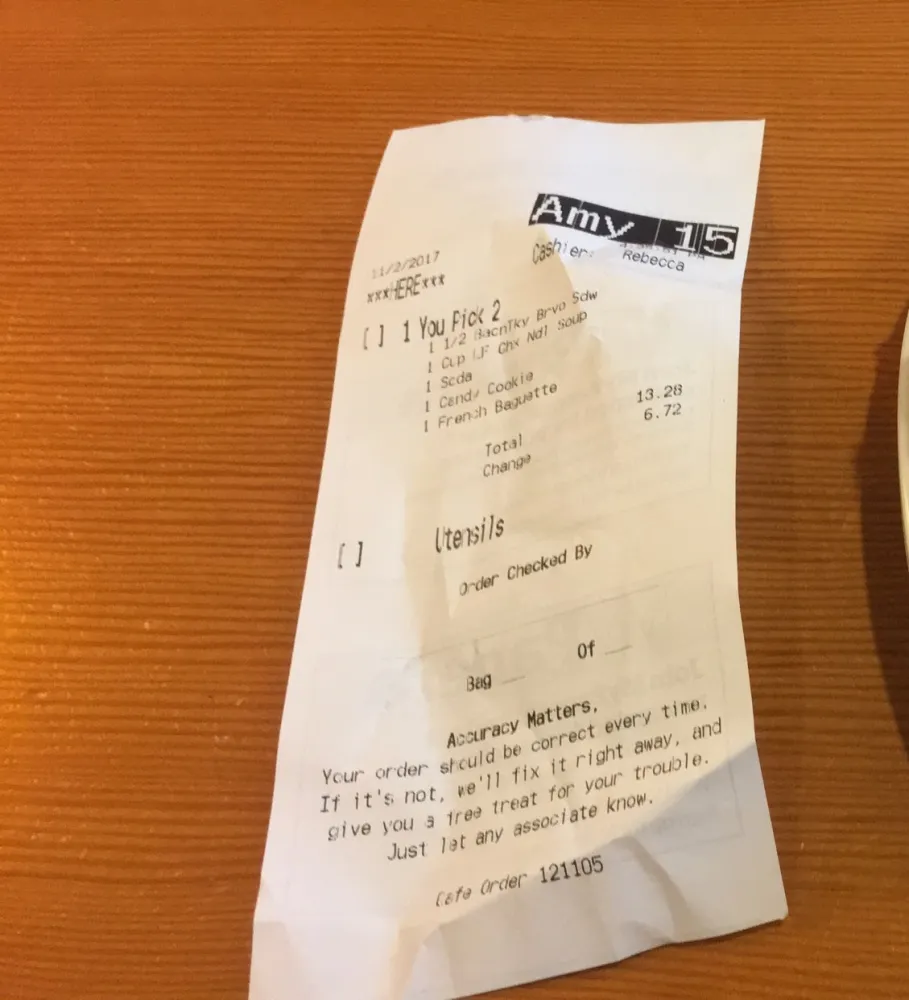 Amy 15
11/2/2017
Cashier: Rebecca
***HERE***
[ ] 1 You Pick 2
1 1/2 BacnTky Brvo Sdw
1 Cup LF Chx Ndl Soup
1 Soda
1 Candy Cookie
1 French Baguette
Total 13.28
Change 6.72
[ ] Utensils
Order Checked By
Bag ___ Of ___
Accuracy Matters.
Your order should be correct every time.
If it's not, we'll fix it right away, and
give you a free treat for your trouble.
Just let any associate know.
Cafe Order 121105